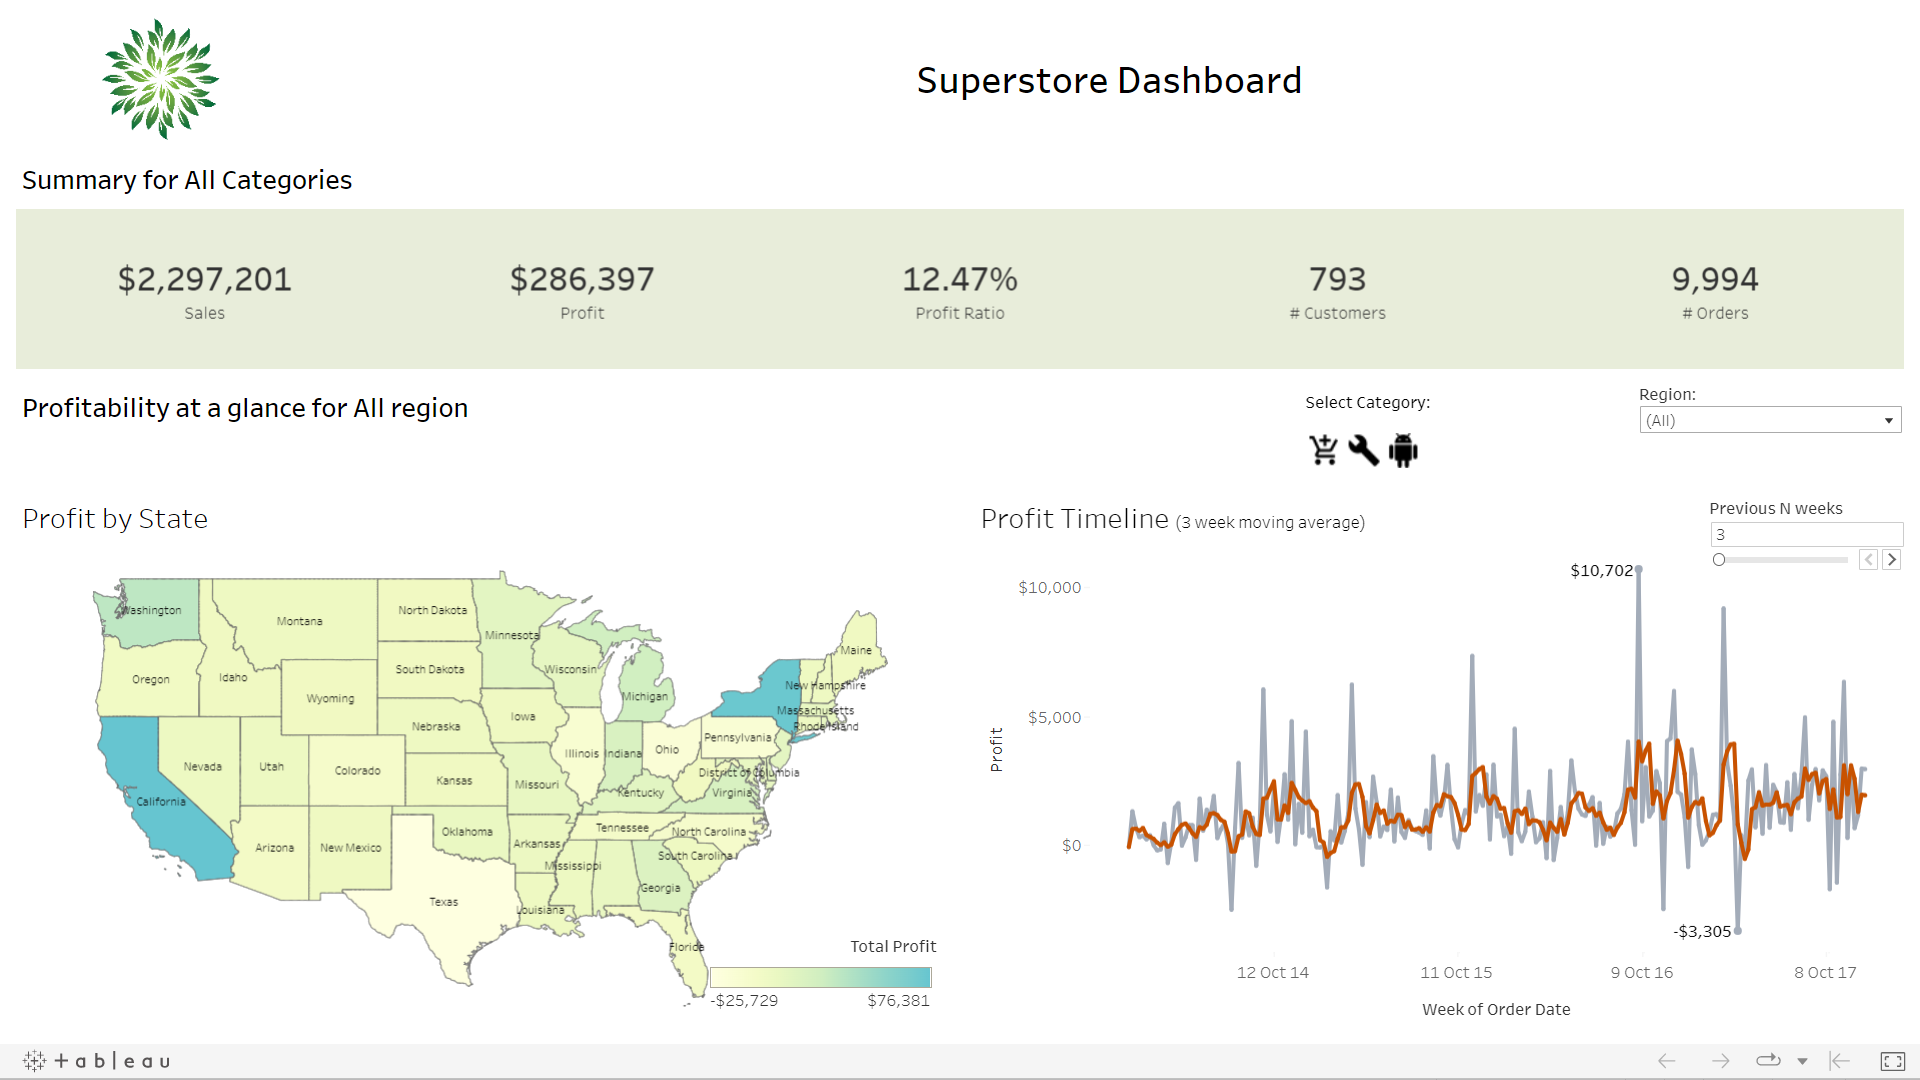 Superstore Dashboard
Summary for All Categories
$2,297,201
Sales
$286,397
Profit
12.47%
Profit Ratio
793
# Customers
9,994
# Orders
Profitability at a glance for All region
Select Category:
Region:
(All)
Profit by State
Washington
Montana
North Dakota
Minnesota
Maine
Oregon
Idaho
South Dakota
Wisconsin
Wyoming
Michigan
New Hampshire
Massachusetts
Rhode Island
Nebraska
Iowa
Pennsylvania
Nevada
Utah
Colorado
Illinois
Indiana
Ohio
District of Columbia
Kansas
Missouri
Kentucky
Virginia
California
Oklahoma
Tennessee
North Carolina
Arizona
New Mexico
Arkansas
Mississippi
South Carolina
Texas
Louisiana
Georgia
Florida
Total Profit
-$25,729
$76,381
Profit Timeline (3 week moving average)
Previous N weeks
3
$10,702
$10,000
$5,000
$0
Profit
-$3,305
12 Oct 14
11 Oct 15
9 Oct 16
8 Oct 17
Week of Order Date
+ableau